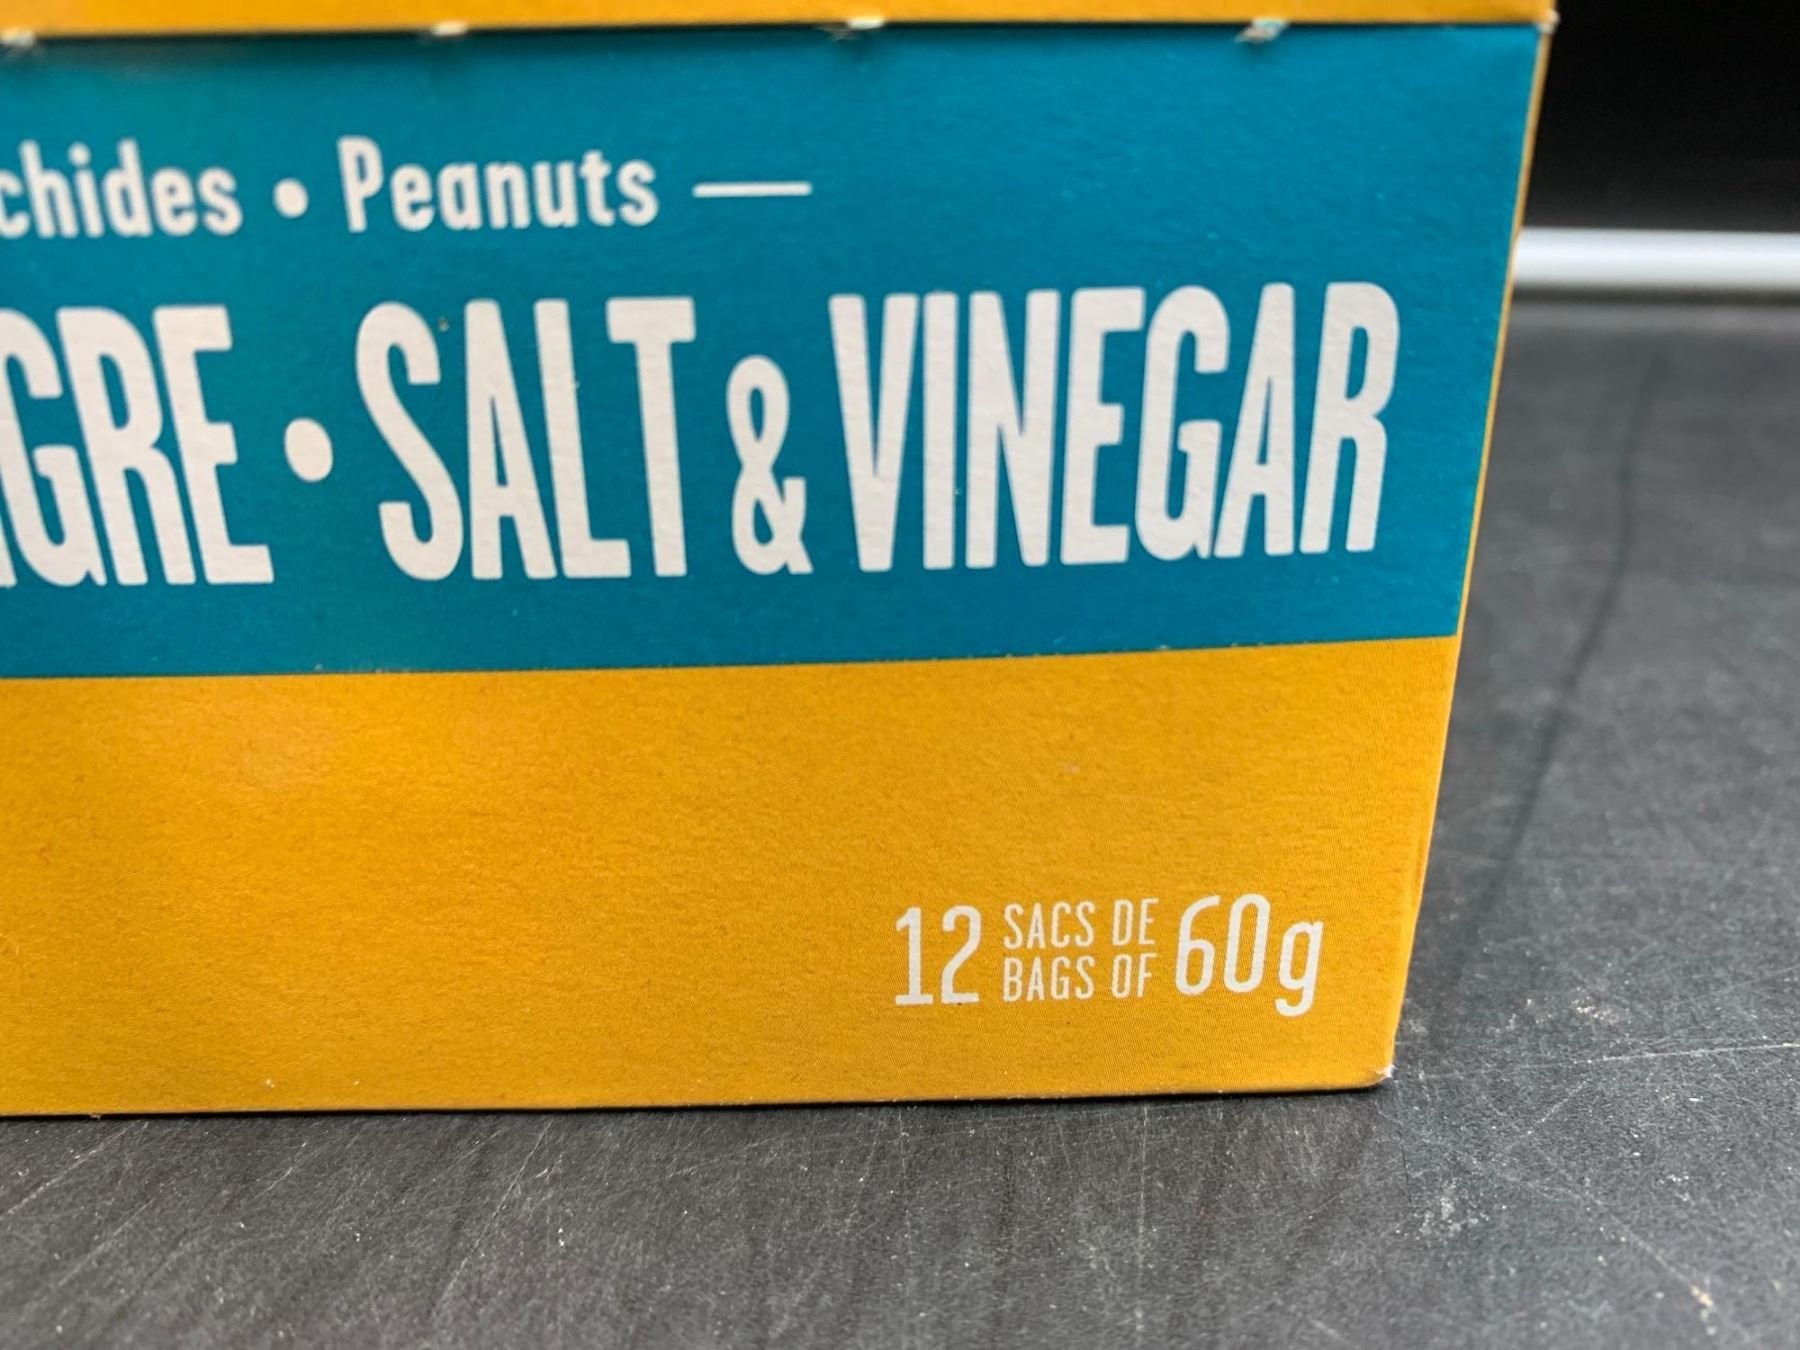 chides • Peanuts —
GRE • SALT & VINEGAR
12 SACS DE
BAGS OF 60g